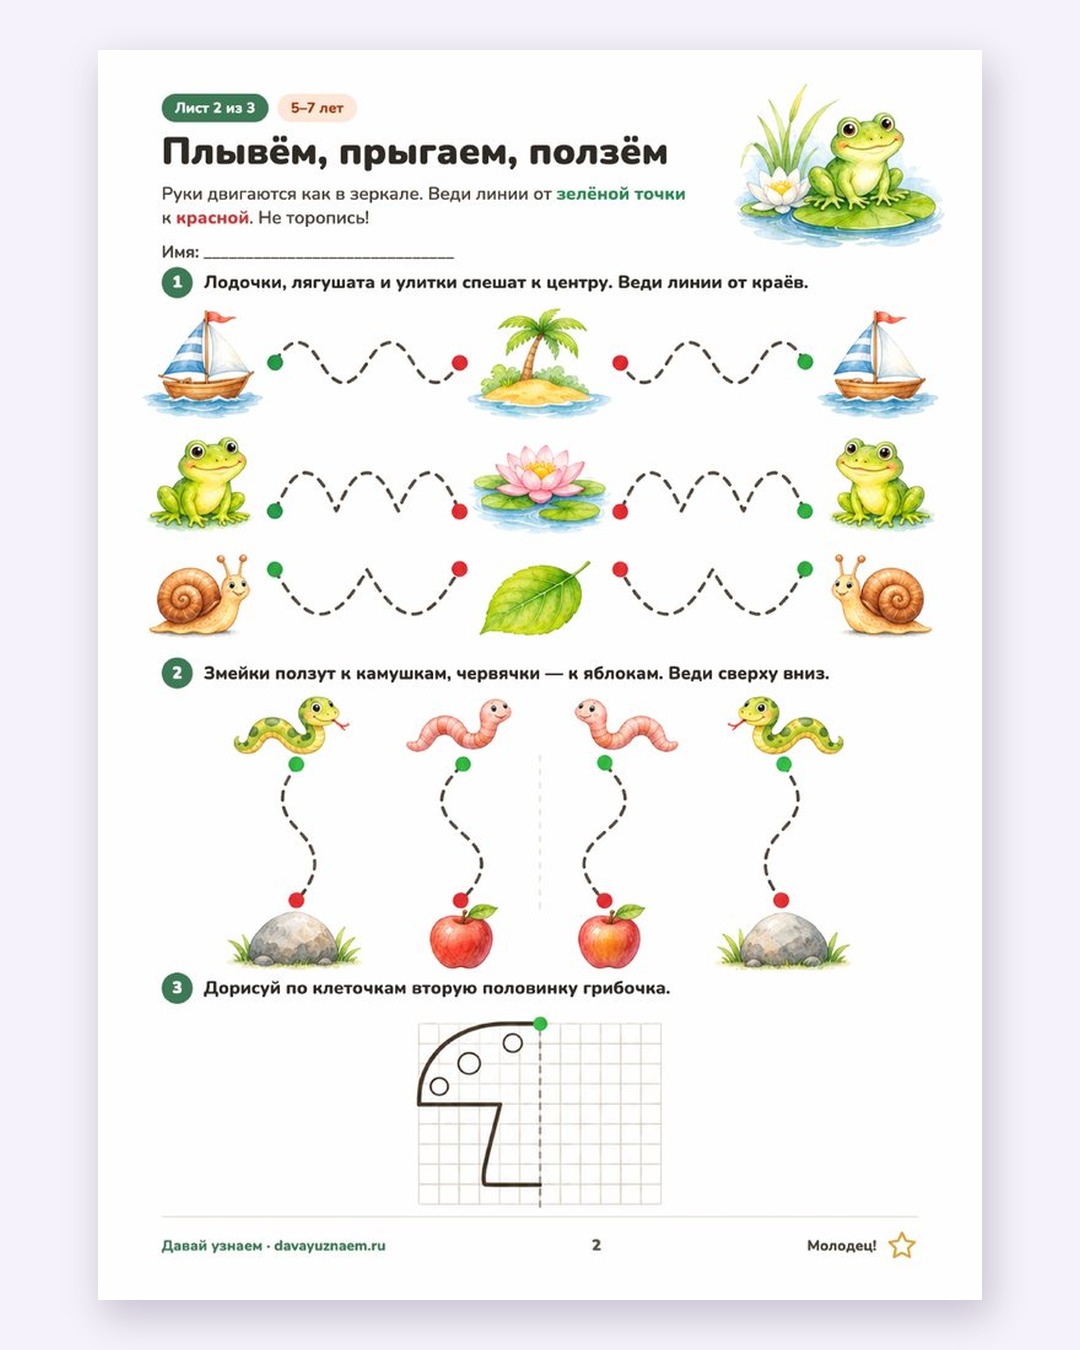 Лист 2 из 3
5–7 лет
Плывём, прыгаем, ползём
Руки двигаются как в зеркале. Веди линии от зелёной точки
к красной. Не торопись!
Имя: ______________________________
1 Лодочки, лягушата и улитки спешат к центру. Веди линии от краёв.
2 Змейки ползут к камушкам, червячки — к яблокам. Веди сверху вниз.
3 Дорисуй по клеточкам вторую половинку грибочка.
Давай узнаем · davayuznaem.ru
2
Молодец!